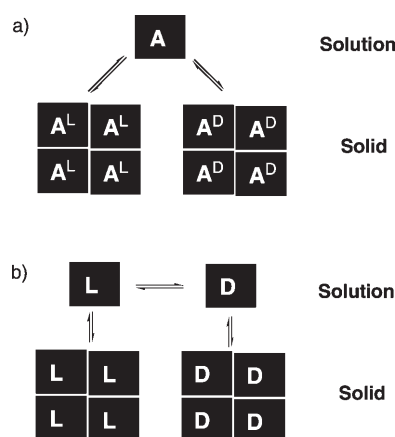 a)
A
Solution
A^L A^L A^D A^D
A^L A^L A^D A^D
Solid
b)
L D
Solution
L L D D
L L D D
Solid